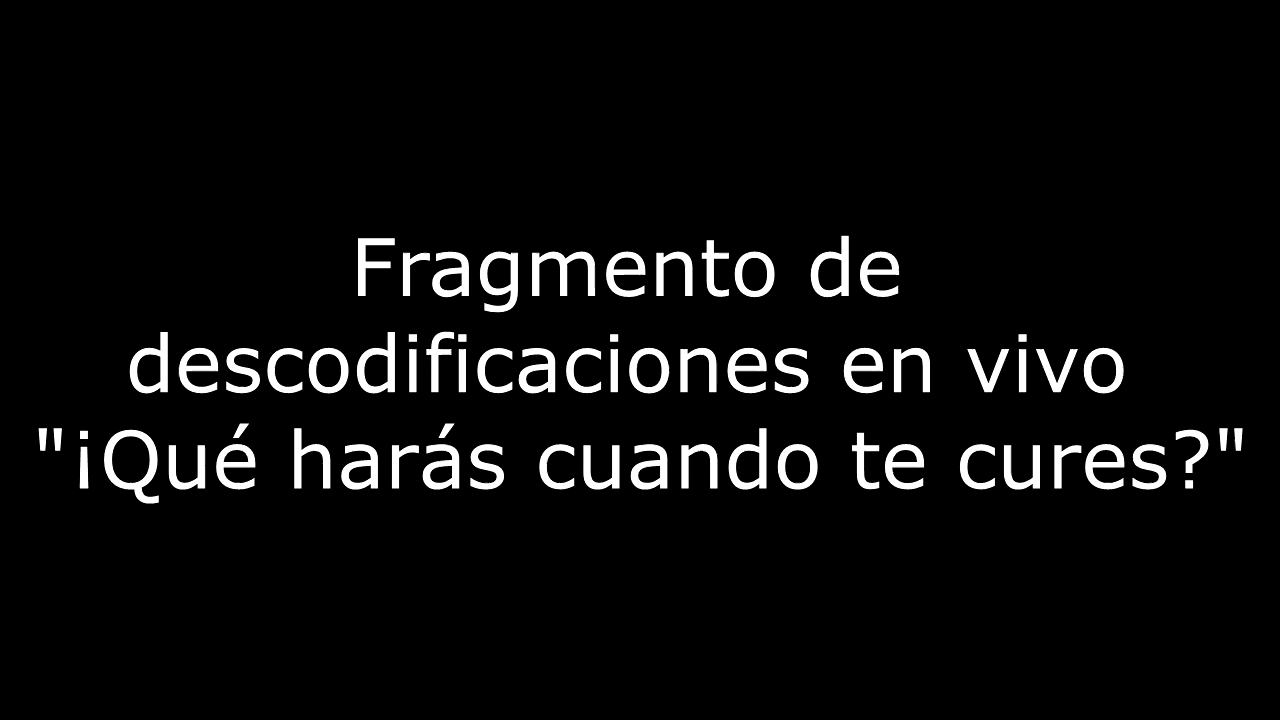 Fragmento de
descodificaciones en vivo
"¡Qué harás cuando te cures?"